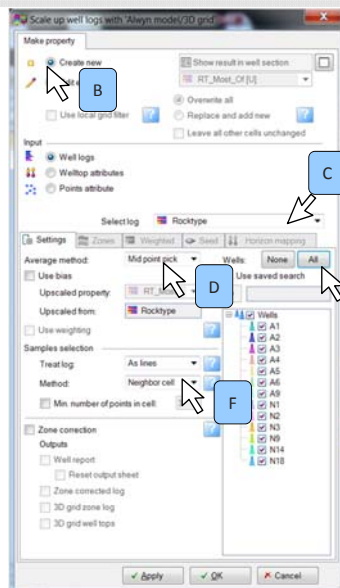 Scale up well logs with 'Alwyn model/3D grid'
Make property
Create new
Show result in well section
B
RT_Most_Of [U]
Overwrite all
Use local grid filter
Replace and add new
Leave all other cells unchanged
Input
Well logs
Welltop attributes
Points attribute
C
Select log
Rocktype
Settings
Zones
Weighted
Seed
Horizon mapping
Average method:
Mid point pick
Wells:
None
All
Use bias
D
Use saved search
Upscaled property:
Upscaled from:
Rocktype
Use weighting
Wells
A1
A2
A3
A4
A5
A6
A9
N1
N2
N3
N9
N14
N18
Samples selection
Treat log:
As lines
Method:
Neighbor cell
F
Min. number of points in cell:
Zone correction
Outputs
Well report
Reset output sheet
Zone corrected log
3D grid zone log
3D grid well tops
Apply
OK
Cancel